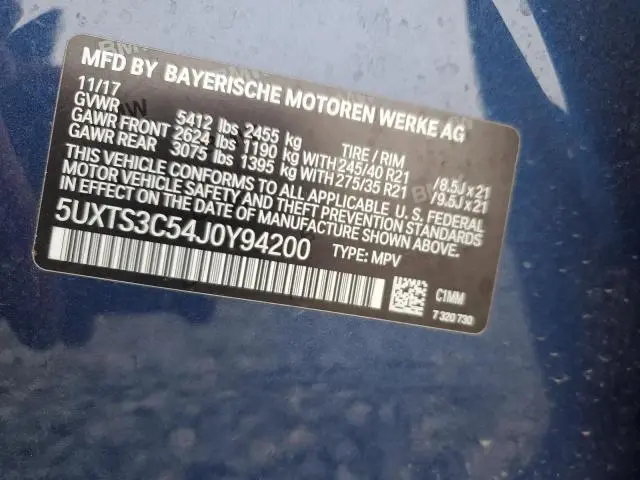 MFD BY BAYERISCHE MOTOREN WERKE AG
11/17
GVWR 5412 lbs 2455 kg TIRE / RIM
GAWR FRONT 2624 lbs 1190 kg WITH 245/40 R21 /8.5J x 21
GAWR REAR 3075 lbs 1395 kg WITH 275/35 R21 /9.5J x 21
THIS VEHICLE CONFORMS TO ALL APPLICABLE U.S. FEDERAL
MOTOR VEHICLE SAFETY AND THEFT PREVENTION STANDARDS
IN EFFECT ON THE DATE OF MANUFACTURE SHOWN ABOVE.
5UXTS3C54J0Y94200 TYPE: MPV
C1MM
7 320 730